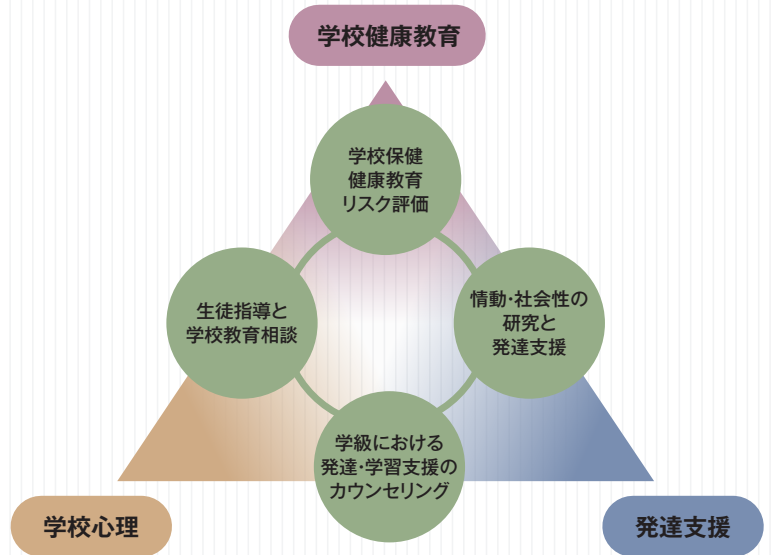 学校健康教育
学校保健
健康教育
リスク評価
生徒指導と
学校教育相談
情動・社会性の
研究と
発達支援
学級における
発達・学習支援の
カウンセリング
学校心理
発達支援